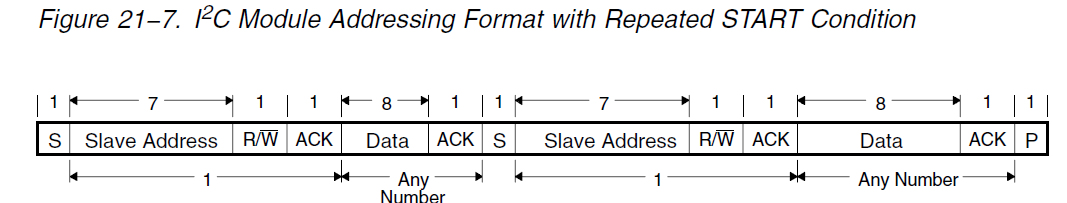 Figure 21–7. I²C Module Addressing Format with Repeated START Condition
1 7 1 1 8 1 1 7 1 1 8 1 1
S Slave Address R/W̅ ACK Data ACK S Slave Address R/W̅ ACK Data ACK P
1 Any 1 Any Number
Number